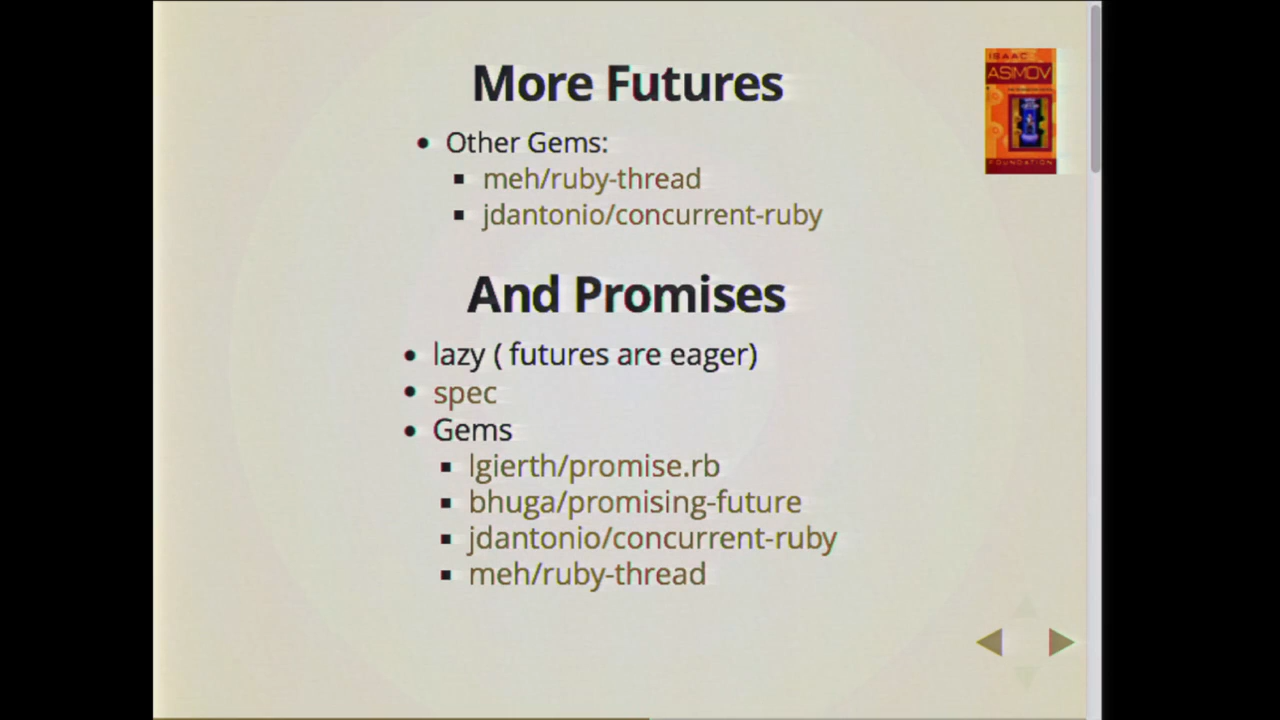 More Futures
Other Gems:
meh/ruby-thread
jdantonio/concurrent-ruby
And Promises
lazy ( futures are eager)
spec
Gems
lgierth/promise.rb
bhuga/promising-future
jdantonio/concurrent-ruby
meh/ruby-thread
ISAAC
ASIMOV
FOUNDATION